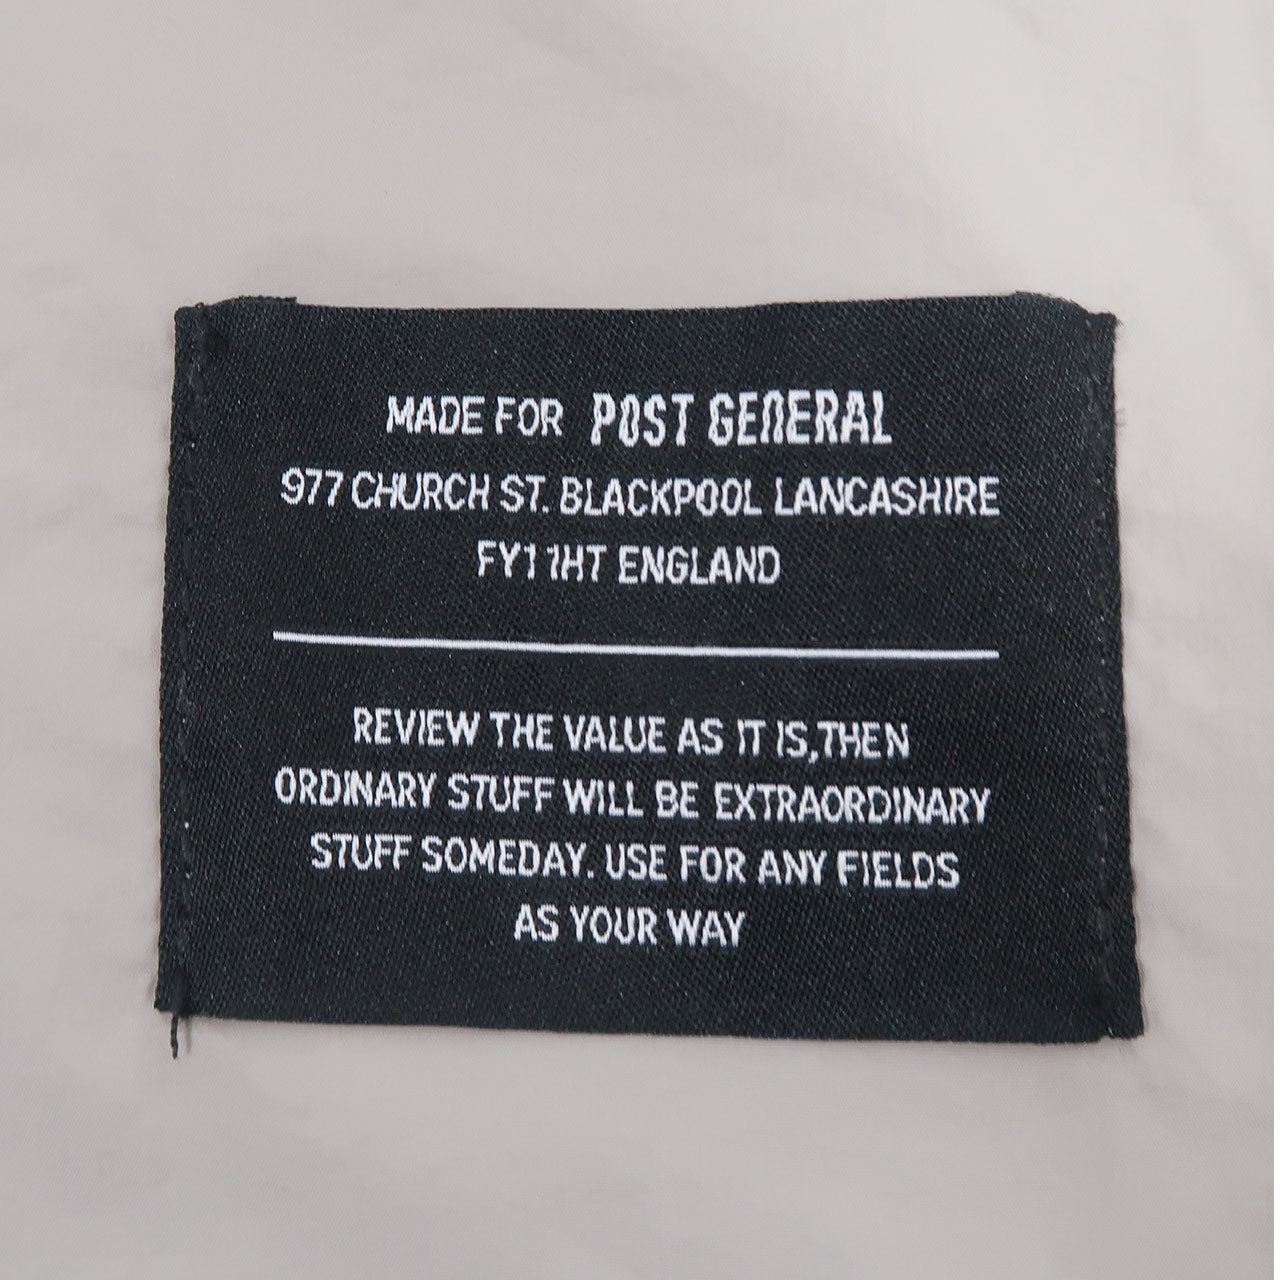 MADE FOR POST GENERAL
977 CHURCH ST. BLACKPOOL LANCASHIRE
FY1 1HT ENGLAND
REVIEW THE VALUE AS IT IS,THEN
ORDINARY STUFF WILL BE EXTRAORDINARY
STUFF SOMEDAY. USE FOR ANY FIELDS
AS YOUR WAY